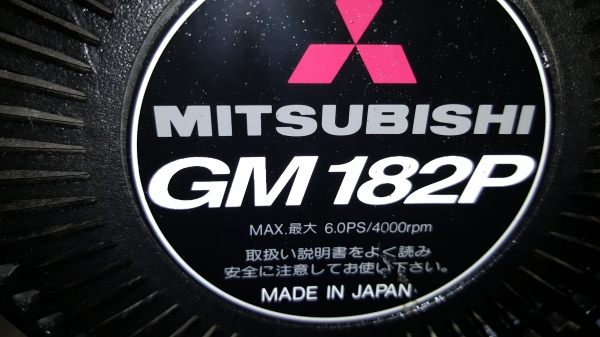 MITSUBISHI
GM 182P
MAX.最大 6.0PS/4000rpm
取扱い説明書をよく読み
安全に注意してお使い下さい。
MADE IN JAPAN